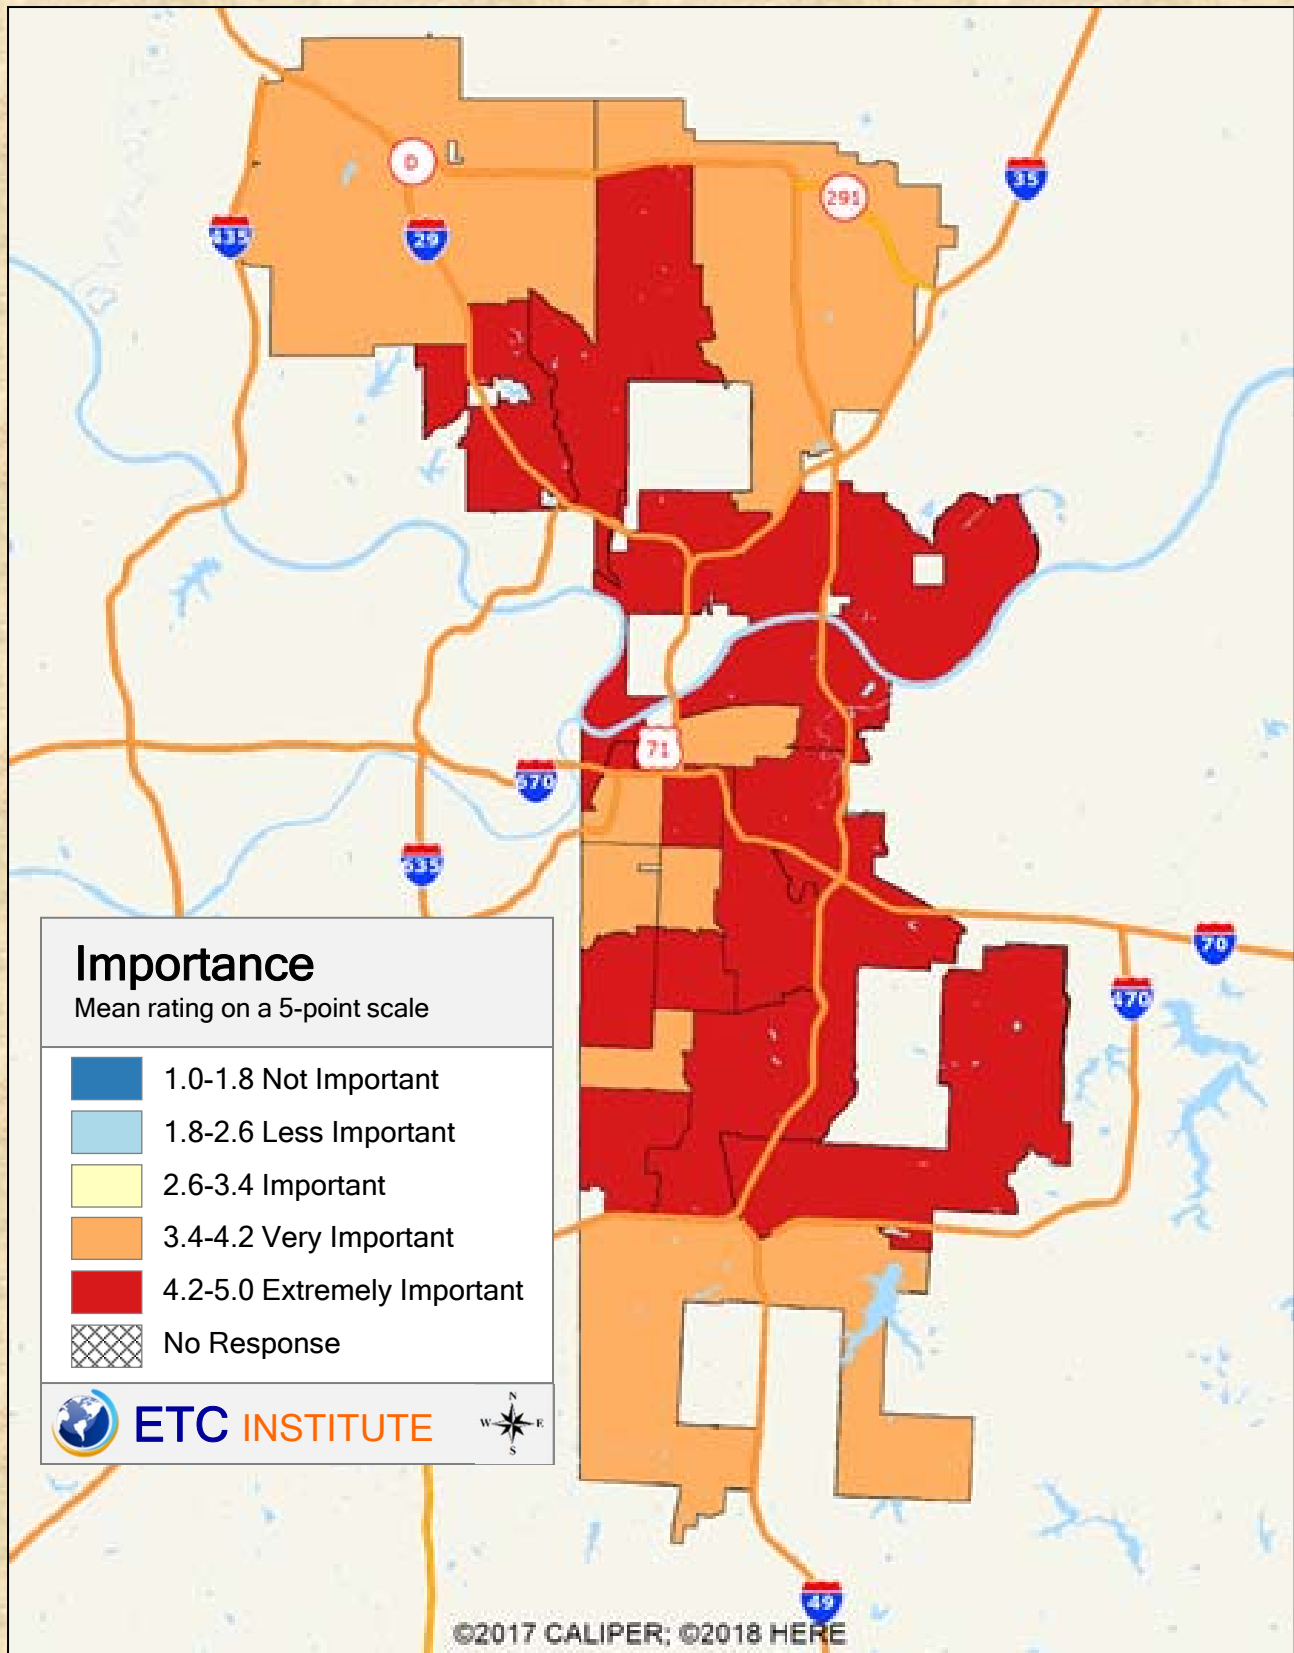 D
291
35
435
29
71
670
635
70
470
Importance
Mean rating on a 5-point scale
1.0-1.8 Not Important
1.8-2.6 Less Important
2.6-3.4 Important
3.4-4.2 Very Important
4.2-5.0 Extremely Important
No Response
ETC INSTITUTE
N
W E
S
49
©2017 CALIPER; ©2018 HERE